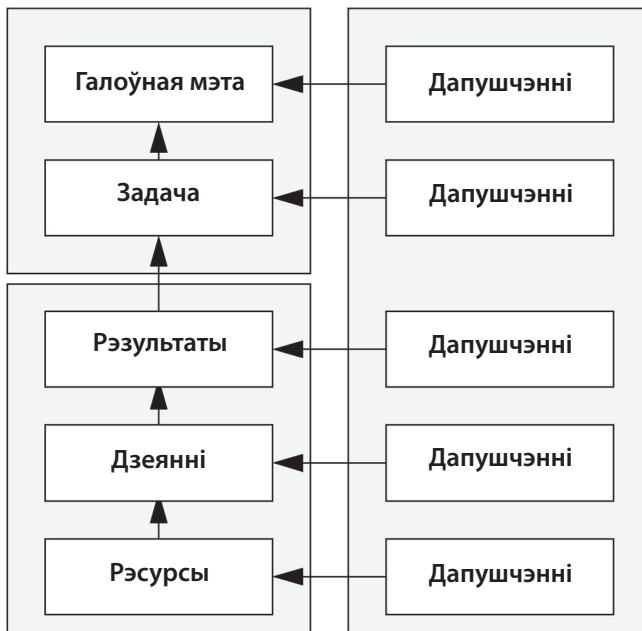 Галоўная мэта
Дапушчэнні
Задача
Дапушчэнні
Рэзультаты
Дапушчэнні
Дзеянні
Дапушчэнні
Рэсурсы
Дапушчэнні